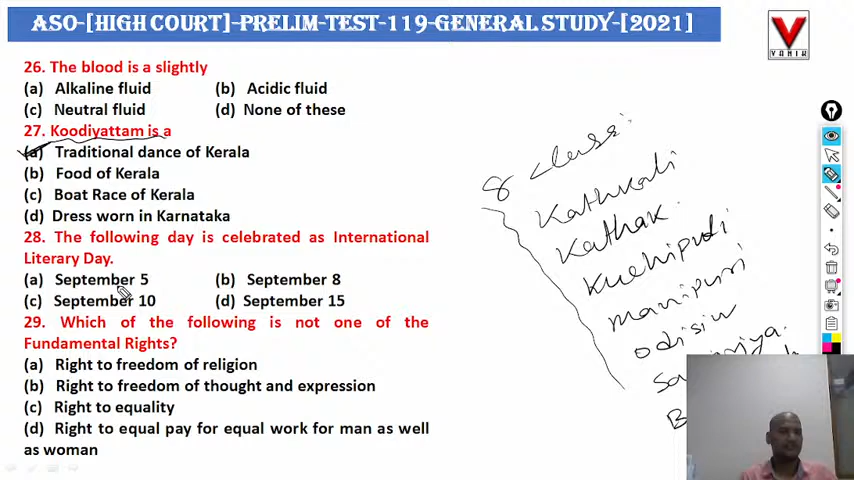 ASO-[HIGH COURT]-PRELIM-TEST-119-GENERAL STUDY-[2021]
VAMIK
26. The blood is a slightly
(a) Alkaline fluid (b) Acidic fluid
(c) Neutral fluid (d) None of these
27. Koodiyattam is a
(a) Traditional dance of Kerala
(b) Food of Kerala
(c) Boat Race of Kerala
(d) Dress worn in Karnataka
28. The following day is celebrated as International
Literary Day.
(a) September 5 (b) September 8
(c) September 10 (d) September 15
29. Which of the following is not one of the
Fundamental Rights?
(a) Right to freedom of religion
(b) Right to freedom of thought and expression
(c) Right to equality
(d) Right to equal pay for equal work for man as well
as woman
8
Kathkali
Kathak
Kuchipudi
manipuri